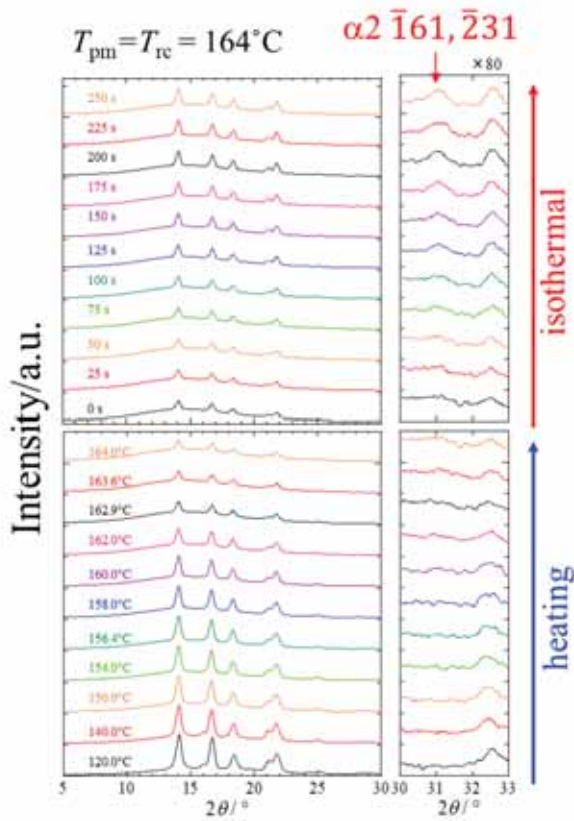 T_pm=T_rc = 164°C
α2 1̅61, 2̅31
×80
250 s
225 s
200 s
175 s
150 s
125 s
100 s
75 s
50 s
25 s
0 s
isothermal
Intensity/a.u.
164.0°C
163.6°C
162.9°C
162.0°C
160.0°C
158.0°C
156.4°C
154.0°C
150.0°C
140.0°C
120.0°C
heating
5 10 15 20 25 30 30 31 32 33
2θ/° 2θ/°